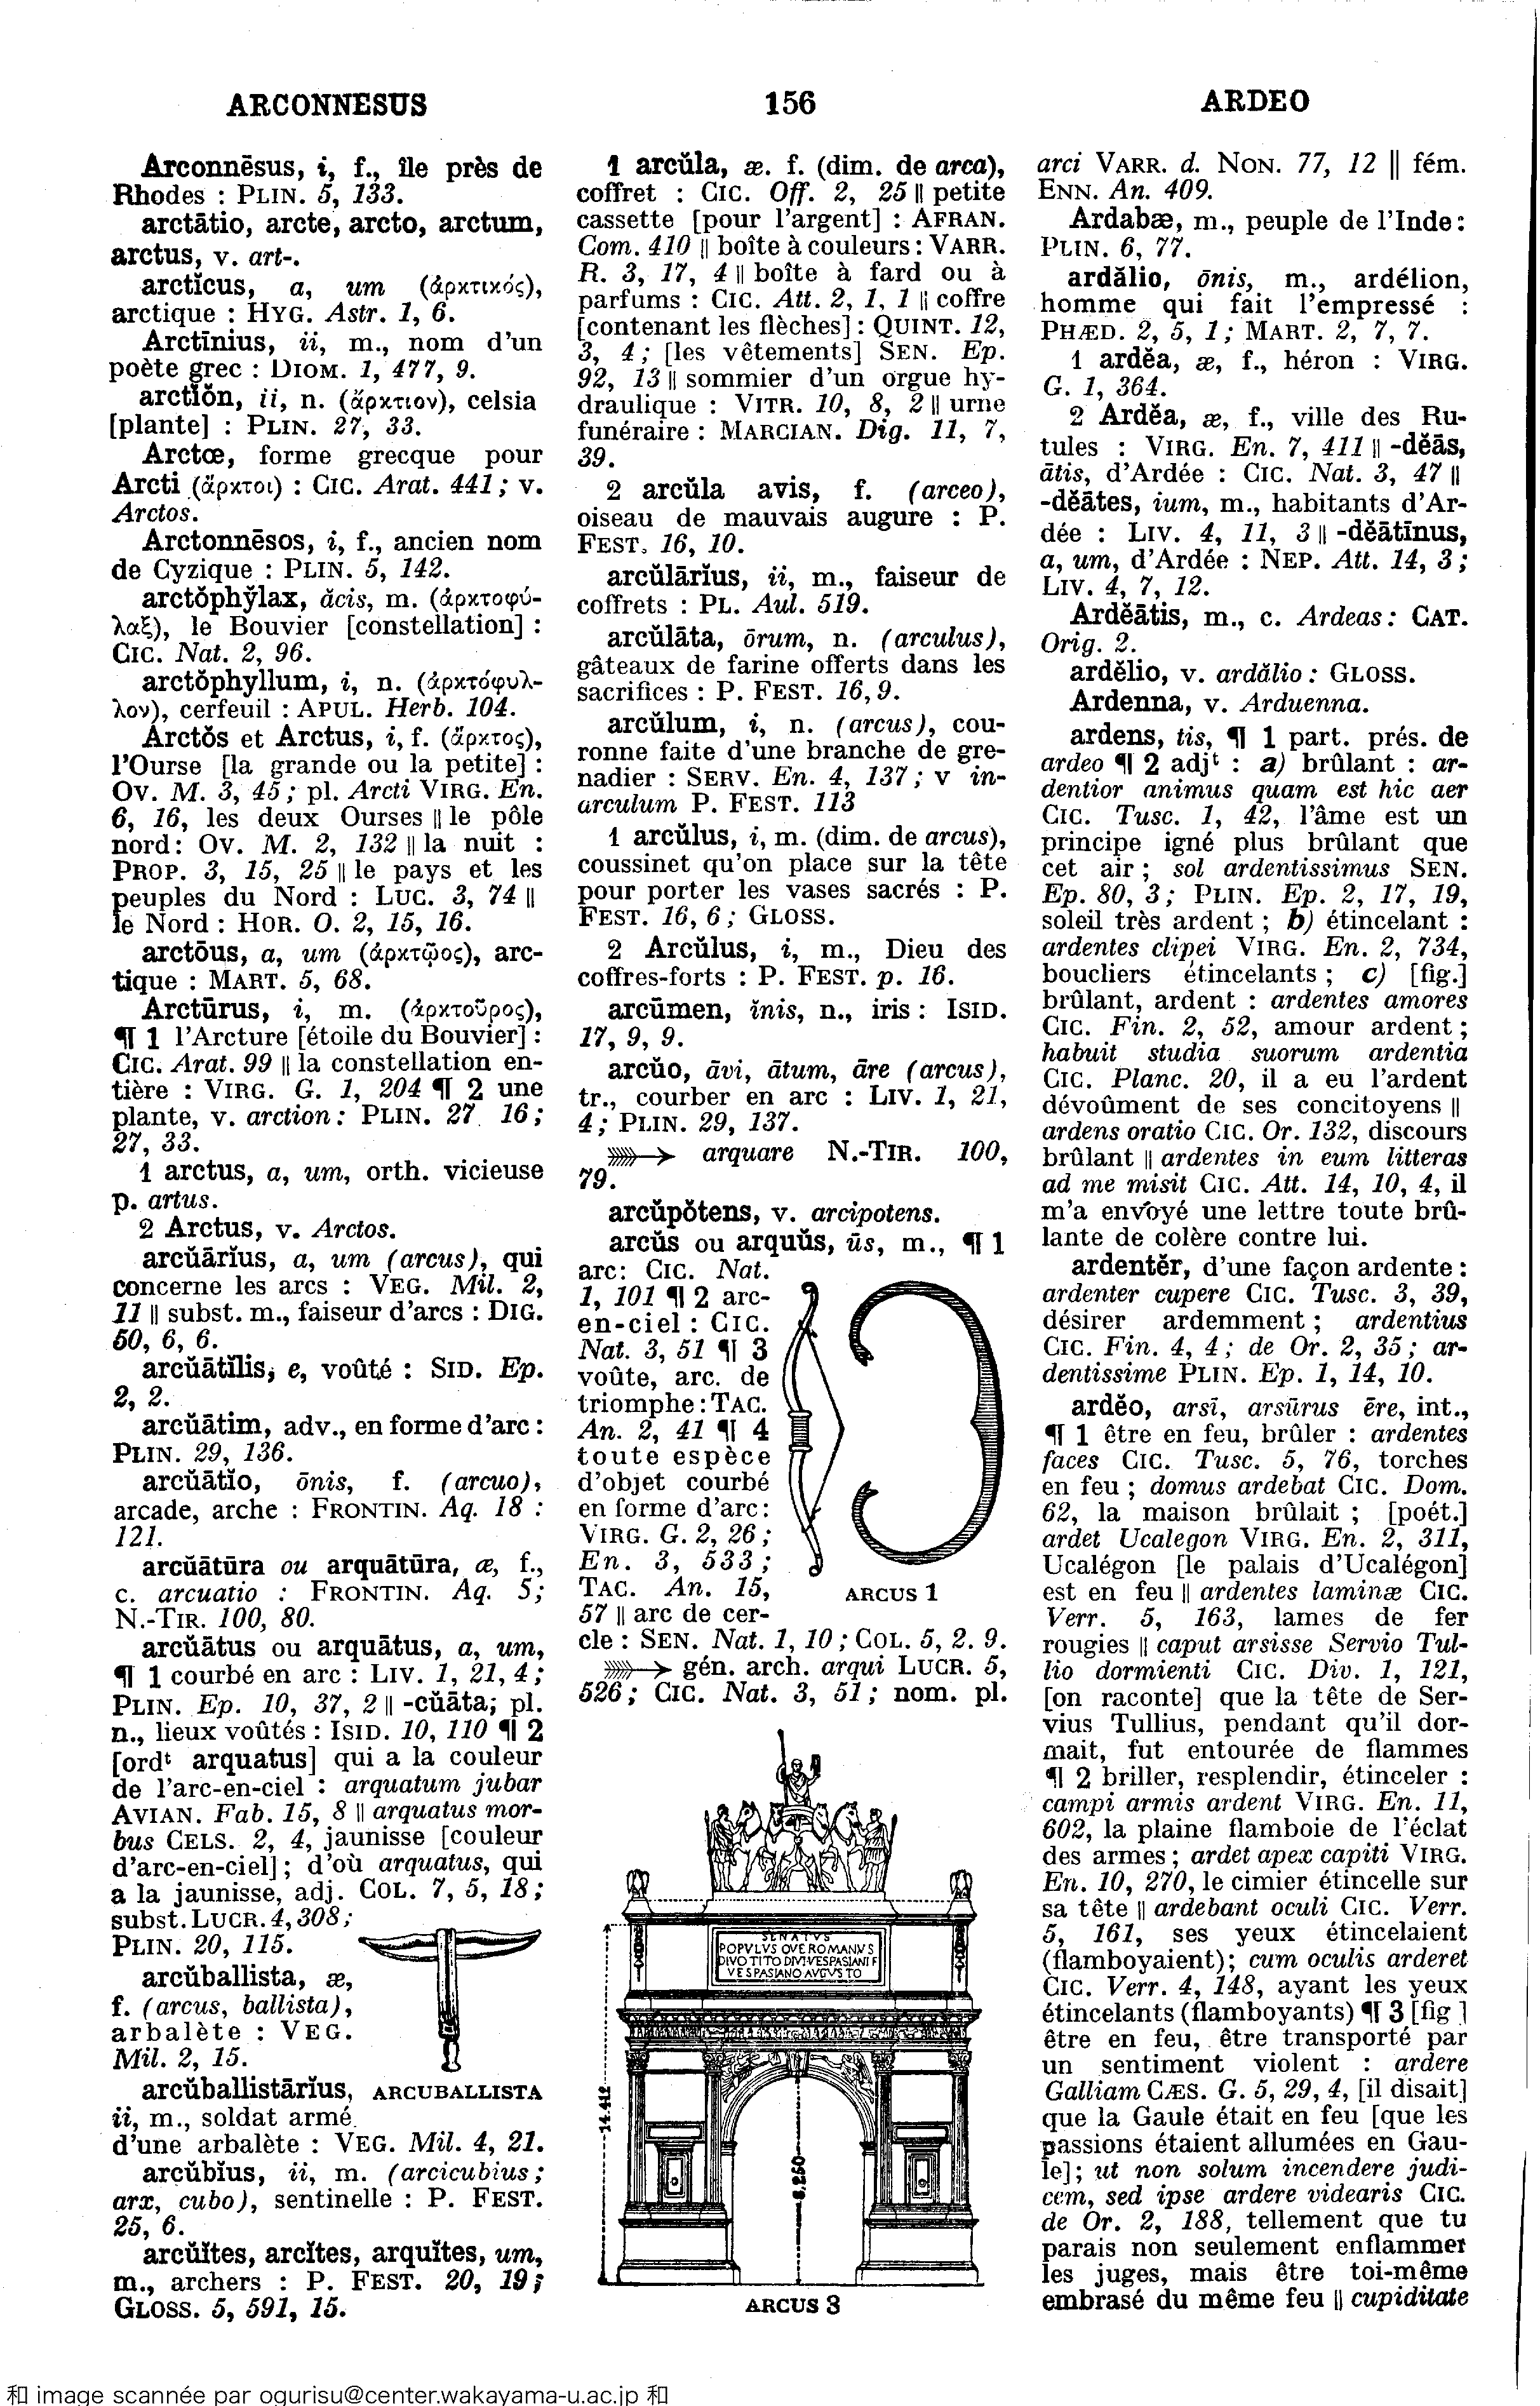 ARCONNESUS
156
ARDEO
Arconnēsus, i, f., île près de
Rhodes : PLIN. 5, 133.
arctātio, arcte, arcto, arctum,
arctus, v. art-.
arctĭcus, a, um (ἀρκτικός),
arctique : HYG. Astr. 1, 6.
Arctīnius, ii, m., nom d'un
poète grec : DIOM. 1, 477, 9.
arctĭŏn, ii, n. (ἄρκτιον), celsia
[plante] : PLIN. 27, 33.
Arctœ, forme grecque pour
Arcti (ἄρκτοι) : CIC. Arat. 441 ; v.
Arctos.
Arctonnēsos, i, f., ancien nom
de Cyzique : PLIN. 5, 142.
arctŏphy̆lax, ăcis, m. (ἀρκτοφύ-
λαξ), le Bouvier [constellation] :
CIC. Nat. 2, 96.
arctŏphyllum, i, n. (ἀρκτόφυλ-
λον), cerfeuil : APUL. Herb. 104.
Arctŏs et Arctus, i, f. (ἄρκτος),
l'Ourse [la grande ou la petite] :
OV. M. 3, 45 ; pl. Arcti VIRG. En.
6, 16, les deux Ourses || le pôle
nord : OV. M. 2, 132 || la nuit :
PROP. 3, 15, 25 || le pays et les
peuples du Nord : LUC. 3, 74 ||
le Nord : HOR. O. 2, 15, 16.
arctōus, a, um (ἀρκτῷος), arc-
tique : MART. 5, 68.
Arctūrus, i, m. (ἀρκτοῦρος),
¶ 1 l'Arcture [étoile du Bouvier] :
CIC. Arat. 99 || la constellation en-
tière : VIRG. G. 1, 204 ¶ 2 une
plante, v. arction : PLIN. 27 16 ;
27, 33.
1 arctus, a, um, orth. vicieuse
p. artus.
2 Arctus, v. Arctos.
arcŭārĭus, a, um (arcus), qui
concerne les arcs : VEG. Mil. 2,
11 || subst. m., faiseur d'arcs : DIG.
50, 6, 6.
arcŭātĭlis, e, voûté : SID. Ep.
2, 2.
arcŭātim, adv., en forme d'arc :
PLIN. 29, 136.
arcŭātĭo, ōnis, f. (arcuo),
arcade, arche : FRONTIN. Aq. 18 :
121.
arcŭātūra ou arquātūra, æ, f.,
c. arcuatio : FRONTIN. Aq. 5 ;
N.-TIR. 100, 80.
arcŭātus ou arquātus, a, um,
¶ 1 courbé en arc : LIV. 1, 21, 4 ;
PLIN. Ep. 10, 37, 2 || -cŭāta; pl.
n., lieux voûtés : ISID. 10, 110 ¶ 2
[ordᵗ arquatus] qui a la couleur
de l'arc-en-ciel : arquatum jubar
AVIAN. Fab. 15, 8 || arquatus mor-
bus CELS. 2, 4, jaunisse [couleur
d'arc-en-ciel] ; d'où arquatus, qui
a la jaunisse, adj. COL. 7, 5, 18 ;
subst. LUCR. 4, 308 ;
PLIN. 20, 115.
arcŭballista, æ,
f. (arcus, ballista),
arbalète : VEG.
Mil. 2, 15.
ARCUBALLISTA
arcŭballistārĭus,
ii, m., soldat armé
d'une arbalète : VEG. Mil. 4, 21.
arcŭbĭus, ii, m. (arcicubius ;
arx, cubo), sentinelle : P. FEST.
25, 6.
arcŭĭtes, arcĭtes, arquĭtes, um,
m., archers : P. FEST. 20, 19 ;
GLOSS. 5, 591, 15.
1 arcŭla, æ. f. (dim. de arca),
coffret : CIC. Off. 2, 25 || petite
cassette [pour l'argent] : AFRAN.
Com. 410 || boîte à couleurs : VARR.
R. 3, 17, 4 || boîte à fard ou à
parfums : CIC. Att. 2, 1, 1 || coffre
[contenant les flèches] : QUINT. 12,
3, 4 ; [les vêtements] SEN. Ep.
92, 13 || sommier d'un orgue hy-
draulique : VITR. 10, 8, 2 || urne
funéraire : MARCIAN. Dig. 11, 7,
39.
2 arcŭla avis, f. (arceo),
oiseau de mauvais augure : P.
FEST. 16, 10.
arcŭlārĭus, ii, m., faiseur de
coffrets : PL. Aul. 519.
arcŭlāta, ōrum, n. (arculus),
gâteaux de farine offerts dans les
sacrifices : P. FEST. 16, 9.
arcŭlum, i, n. (arcus), cou-
ronne faite d'une branche de gre-
nadier : SERV. En. 4, 137 ; v in-
arculum P. FEST. 113
1 arcŭlus, i, m. (dim. de arcus),
coussinet qu'on place sur la tête
pour porter les vases sacrés : P.
FEST. 16, 6 ; GLOSS.
2 Arcŭlus, i, m., Dieu des
coffres-forts : P. FEST. p. 16.
arcūmen, ĭnis, n., iris : ISID.
17, 9, 9.
arcŭo, āvi, ātum, āre (arcus),
tr., courber en arc : LIV. 1, 21,
4 ; PLIN. 29, 137.
arquare N.-TIR. 100,
79.
arcŭpŏtens, v. arcipotens.
arcŭs ou arquŭs, ūs, m., ¶ 1
arc : CIC. Nat.
1, 101 ¶ 2 arc-
en-ciel : CIC.
Nat. 3, 51 ¶ 3
voûte, arc. de
triomphe : TAC.
An. 2, 41 ¶ 4
toute espèce
d'objet courbé
en forme d'arc :
VIRG. G. 2, 26 ;
En. 3, 533 ;
TAC. An. 15,
57 || arc de cer-
cle : SEN. Nat. 1, 10 ; COL. 5, 2. 9.
ARCUS 1
gén. arch. arqui LUCR. 5,
526 ; CIC. Nat. 3, 51 ; nom. pl.
SENATVS
POPVLVS QVE ROMANVS
DIVO TITO DIVI·VESPASIANI F
VESPASIANO AVGVSTO
14.412
8.250
ARCUS 3
arci VARR. d. NON. 77, 12 || fém.
ENN. An. 409.
Ardabæ, m., peuple de l'Inde :
PLIN. 6, 77.
ardălio, ōnis, m., ardélion,
homme qui fait l'empressé :
PHÆD. 2, 5, 1 ; MART. 2, 7, 7.
1 ardĕa, æ, f., héron : VIRG.
G. 1, 364.
2 Ardĕa, æ, f., ville des Ru-
tules : VIRG. En. 7, 411 || -dĕās,
ātis, d'Ardée : CIC. Nat. 3, 47 ||
-dĕātes, ium, m., habitants d'Ar-
dée : LIV. 4, 11, 3 || -dĕātīnus,
a, um, d'Ardée : NEP. Att. 14, 3 ;
LIV. 4, 7, 12.
Ardĕātis, m., c. Ardeas : CAT.
Orig. 2.
ardĕlio, v. ardălio : GLOSS.
Ardenna, v. Arduenna.
ardens, tis, ¶ 1 part. prés. de
ardeo ¶ 2 adjᵗ : a) brûlant : ar-
dentior animus quam est hic aer
CIC. Tusc. 1, 42, l'âme est un
principe igné plus brûlant que
cet air ; sol ardentissimus SEN.
Ep. 80, 3 ; PLIN. Ep. 2, 17, 19,
soleil très ardent ; b) étincelant :
ardentes clipei VIRG. En. 2, 734,
boucliers étincelants ; c) [fig.]
brûlant, ardent : ardentes amores
CIC. Fin. 2, 52, amour ardent ;
habuit studia suorum ardentia
CIC. Planc. 20, il a eu l'ardent
dévoûment de ses concitoyens ||
ardens oratio CIC. Or. 132, discours
brûlant || ardentes in eum litteras
ad me misit CIC. Att. 14, 10, 4, il
m'a envoyé une lettre toute brû-
lante de colère contre lui.
ardentĕr, d'une façon ardente :
ardenter cupere CIC. Tusc. 3, 39,
désirer ardemment ; ardentius
CIC. Fin. 4, 4 ; de Or. 2, 35 ; ar-
dentissime PLIN. Ep. 1, 14, 10.
ardĕo, arsī, arsūrus ēre, int.,
¶ 1 être en feu, brûler : ardentes
faces CIC. Tusc. 5, 76, torches
en feu ; domus ardebat CIC. Dom.
62, la maison brûlait ; [poét.]
ardet Ucalegon VIRG. En. 2, 311,
Ucalégon [le palais d'Ucalégon]
est en feu || ardentes laminæ CIC.
Verr. 5, 163, lames de fer
rougies || caput arsisse Servio Tul-
lio dormienti CIC. Div. 1, 121,
[on raconte] que la tête de Ser-
vius Tullius, pendant qu'il dor-
mait, fut entourée de flammes
¶ 2 briller, resplendir, étinceler :
campi armis ardent VIRG. En. 11,
602, la plaine flamboie de l'éclat
des armes ; ardet apex capiti VIRG.
En. 10, 270, le cimier étincelle sur
sa tête || ardebant oculi CIC. Verr.
5, 161, ses yeux étincelaient
(flamboyaient) ; cum oculis arderet
CIC. Verr. 4, 148, ayant les yeux
étincelants (flamboyants) ¶ 3 [fig ]
être en feu, être transporté par
un sentiment violent : ardere
Galliam CÆS. G. 5, 29, 4, [il disait]
que la Gaule était en feu [que les
passions étaient allumées en Gau-
le] ; ut non solum incendere judi-
cem, sed ipse ardere videaris CIC.
de Or. 2, 188, tellement que tu
parais non seulement enflammer
les juges, mais être toi-même
embrasé du même feu || cupiditate
和 image scannée par ogurisu@center.wakayama-u.ac.jp 和